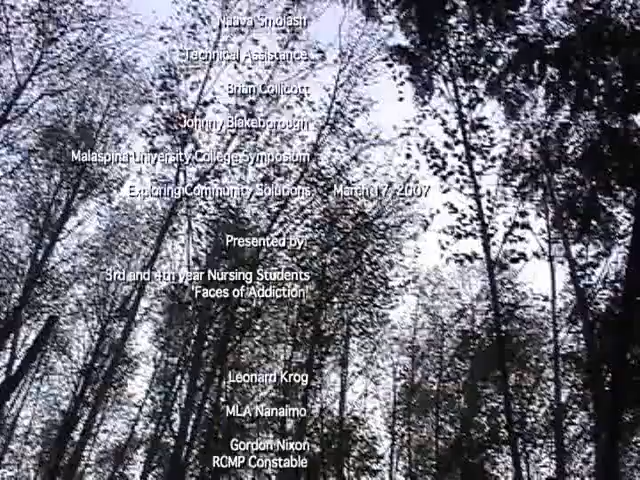 Naava Smolash
Technical Assistance
Brian Collicott
Johnny Blakeborough
Malaspina University College Symposium
Exploring Community Solutions March 17, 2007
Presented by:
3rd and 4th year Nursing Students
'Faces of Addiction'
Leonard Krog
MLA Nanaimo
Gordon Nixon
RCMP Constable